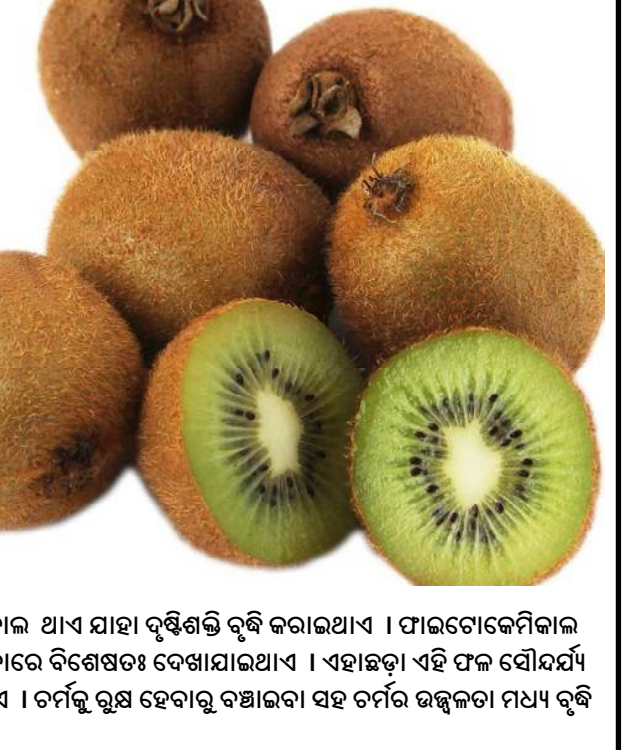 ଥାଏ ଯାହା ଦୃଷ୍ଟିଶକ୍ତି ବୃଦ୍ଧି କରାଇଥାଏ । ଫାଇଟୋକେମିକାଲ
ବିଶେଷତଃ ଦେଖାଯାଇଥାଏ । ଏହାଛଡ଼ା ଏହି ଫଳ ସୌନ୍ଦର୍ଯ୍ୟ
। ଚର୍ମକୁ ରୁକ୍ଷ ହେବାରୁ ବଞ୍ଚାଇବା ସହ ଚର୍ମର ଉଜ୍ଜ୍ୱଳତା ମଧ୍ୟ ବୃଦ୍ଧି